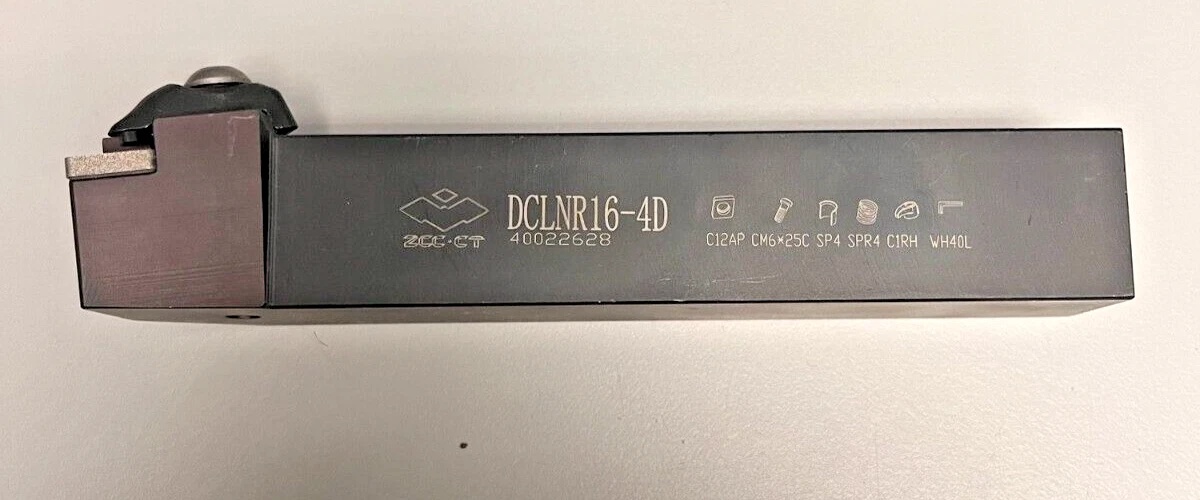 DCLNR16-4D
ZCC·CT 40022628
C12AP CM6×25C SP4 SPR4 C1RH WH40L